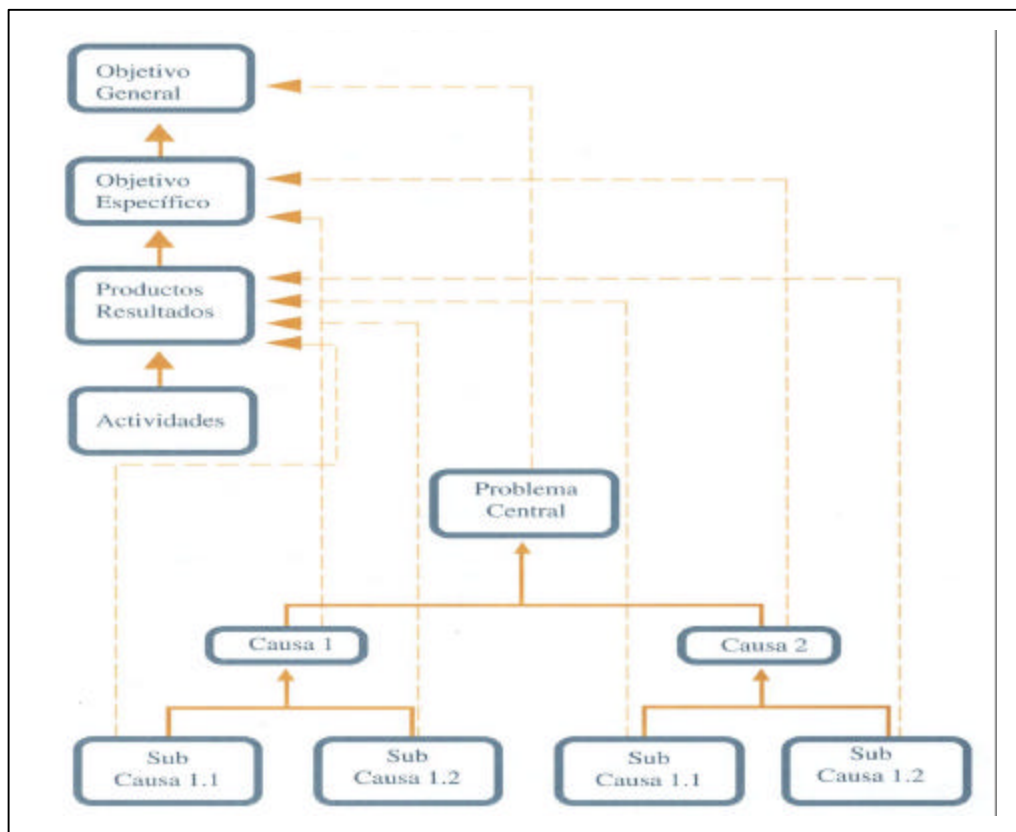 Objetivo
General
Objetivo
Específico
Productos
Resultados
Actividades
Problema
Central
Causa 1
Causa 2
Sub
Causa 1.1
Sub
Causa 1.2
Sub
Causa 1.1
Sub
Causa 1.2